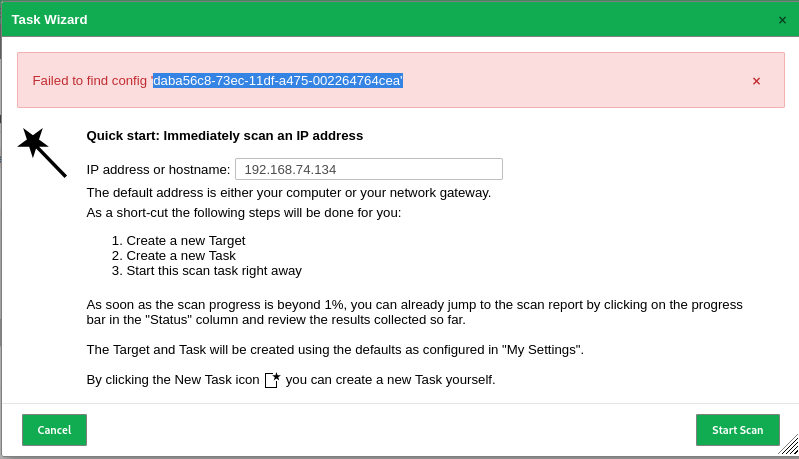 Task Wizard
×
Failed to find config 'daba56c8-73ec-11df-a475-002264764cea'
×
Quick start: Immediately scan an IP address
IP address or hostname: 192.168.74.134
The default address is either your computer or your network gateway.
As a short-cut the following steps will be done for you:
1. Create a new Target
2. Create a new Task
3. Start this scan task right away
As soon as the scan progress is beyond 1%, you can already jump to the scan report by clicking on the progress
bar in the "Status" column and review the results collected so far.
The Target and Task will be created using the defaults as configured in "My Settings".
By clicking the New Task icon you can create a new Task yourself.
Cancel
Start Scan